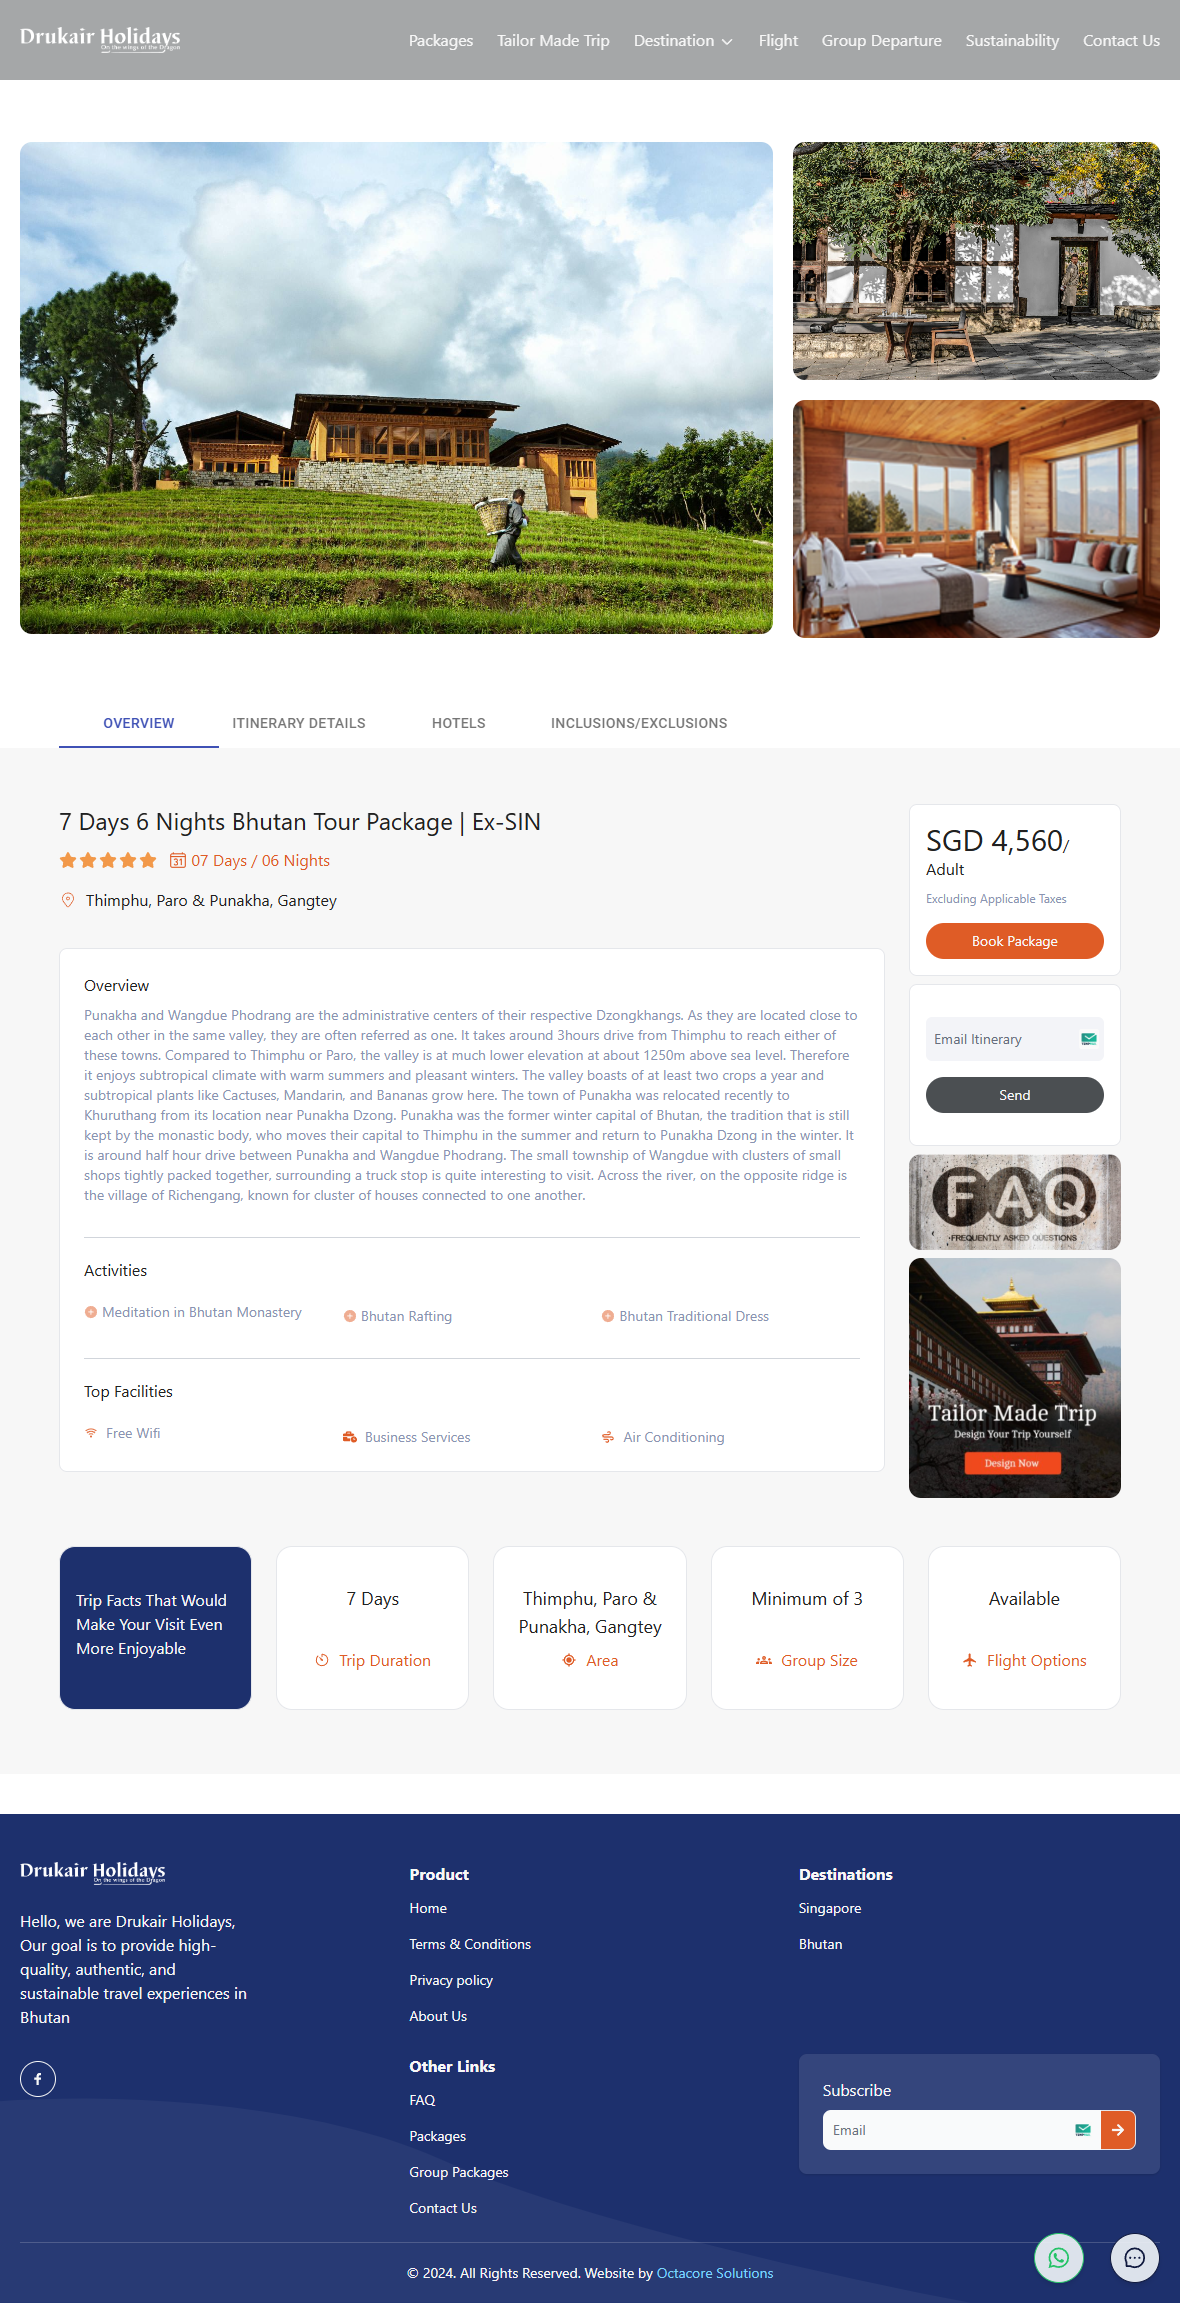 Drukair Holidays
On the wings of the Dragon
Packages Tailor Made Trip Destination Flight Group Departure Sustainability Contact Us
OVERVIEW ITINERARY DETAILS HOTELS INCLUSIONS/EXCLUSIONS
7 Days 6 Nights Bhutan Tour Package | Ex-SIN
31 07 Days / 06 Nights
Thimphu, Paro & Punakha, Gangtey
Overview
Punakha and Wangdue Phodrang are the administrative centers of their respective Dzongkhangs. As they are located close to
each other in the same valley, they are often referred as one. It takes around 3hours drive from Thimphu to reach either of
these towns. Compared to Thimphu or Paro, the valley is at much lower elevation at about 1250m above sea level. Therefore
it enjoys subtropical climate with warm summers and pleasant winters. The valley boasts of at least two crops a year and
subtropical plants like Cactuses, Mandarin, and Bananas grow here. The town of Punakha was relocated recently to
Khuruthang from its location near Punakha Dzong. Punakha was the former winter capital of Bhutan, the tradition that is still
kept by the monastic body, who moves their capital to Thimphu in the summer and return to Punakha Dzong in the winter. It
is around half hour drive between Punakha and Wangdue Phodrang. The small township of Wangdue with clusters of small
shops tightly packed together, surrounding a truck stop is quite interesting to visit. Across the river, on the opposite ridge is
the village of Richengang, known for cluster of houses connected to one another.
Activities
Meditation in Bhutan Monastery
Bhutan Rafting
Bhutan Traditional Dress
Top Facilities
Free Wifi
Business Services
Air Conditioning
SGD 4,560/
Adult
Excluding Applicable Taxes
Book Package
Email Itinerary
Send
FAQ
FREQUENTLY ASKED QUESTIONS
Tailor Made Trip
Design Your Trip Yourself
Design Now
Trip Facts That Would
Make Your Visit Even
More Enjoyable
7 Days
Trip Duration
Thimphu, Paro &
Punakha, Gangtey
Area
Minimum of 3
Group Size
Available
Flight Options
Drukair Holidays
On the wings of the Dragon
Hello, we are Drukair Holidays,
Our goal is to provide high-
quality, authentic, and
sustainable travel experiences in
Bhutan
Product
Home
Terms & Conditions
Privacy policy
About Us
Other Links
FAQ
Packages
Group Packages
Contact Us
Destinations
Singapore
Bhutan
Subscribe
Email
© 2024. All Rights Reserved. Website by Octacore Solutions